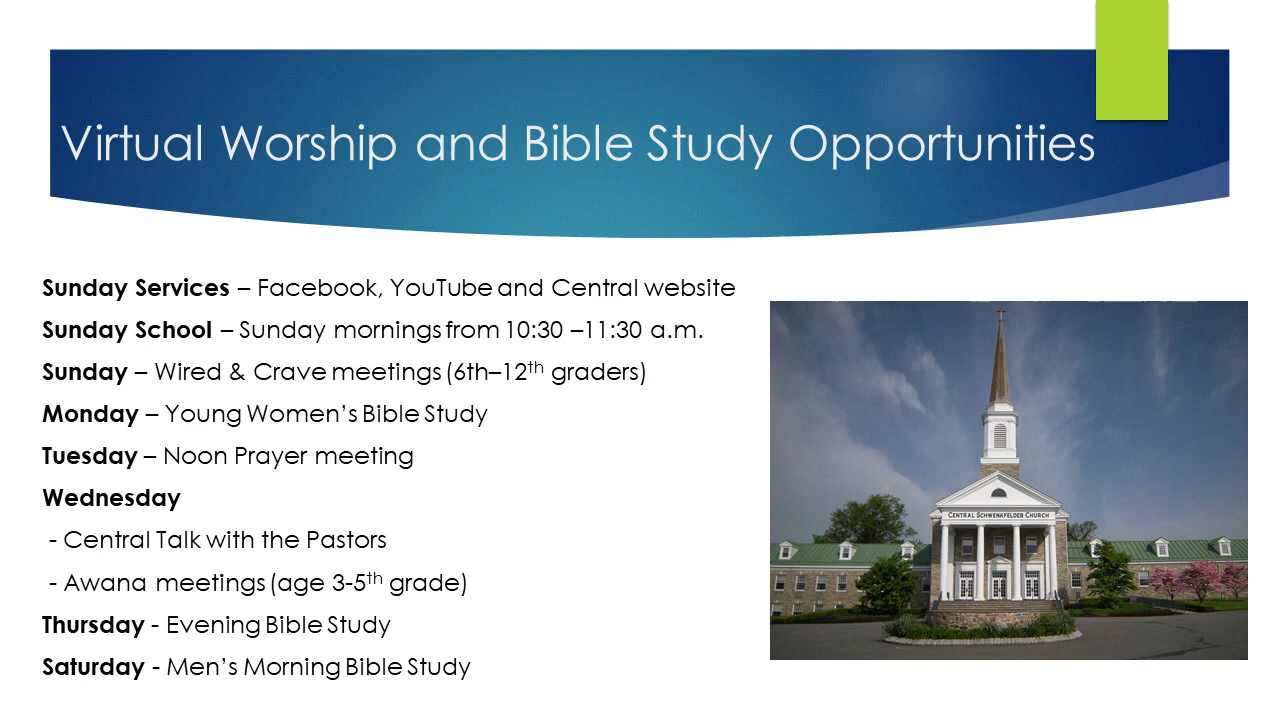 Virtual Worship and Bible Study Opportunities
Sunday Services – Facebook, YouTube and Central website
Sunday School – Sunday mornings from 10:30 –11:30 a.m.
Sunday – Wired & Crave meetings (6th–12th graders)
Monday – Young Women’s Bible Study
Tuesday – Noon Prayer meeting
Wednesday
- Central Talk with the Pastors
- Awana meetings (age 3-5th grade)
Thursday - Evening Bible Study
Saturday - Men’s Morning Bible Study
CENTRAL SCHWENKFELDER CHURCH